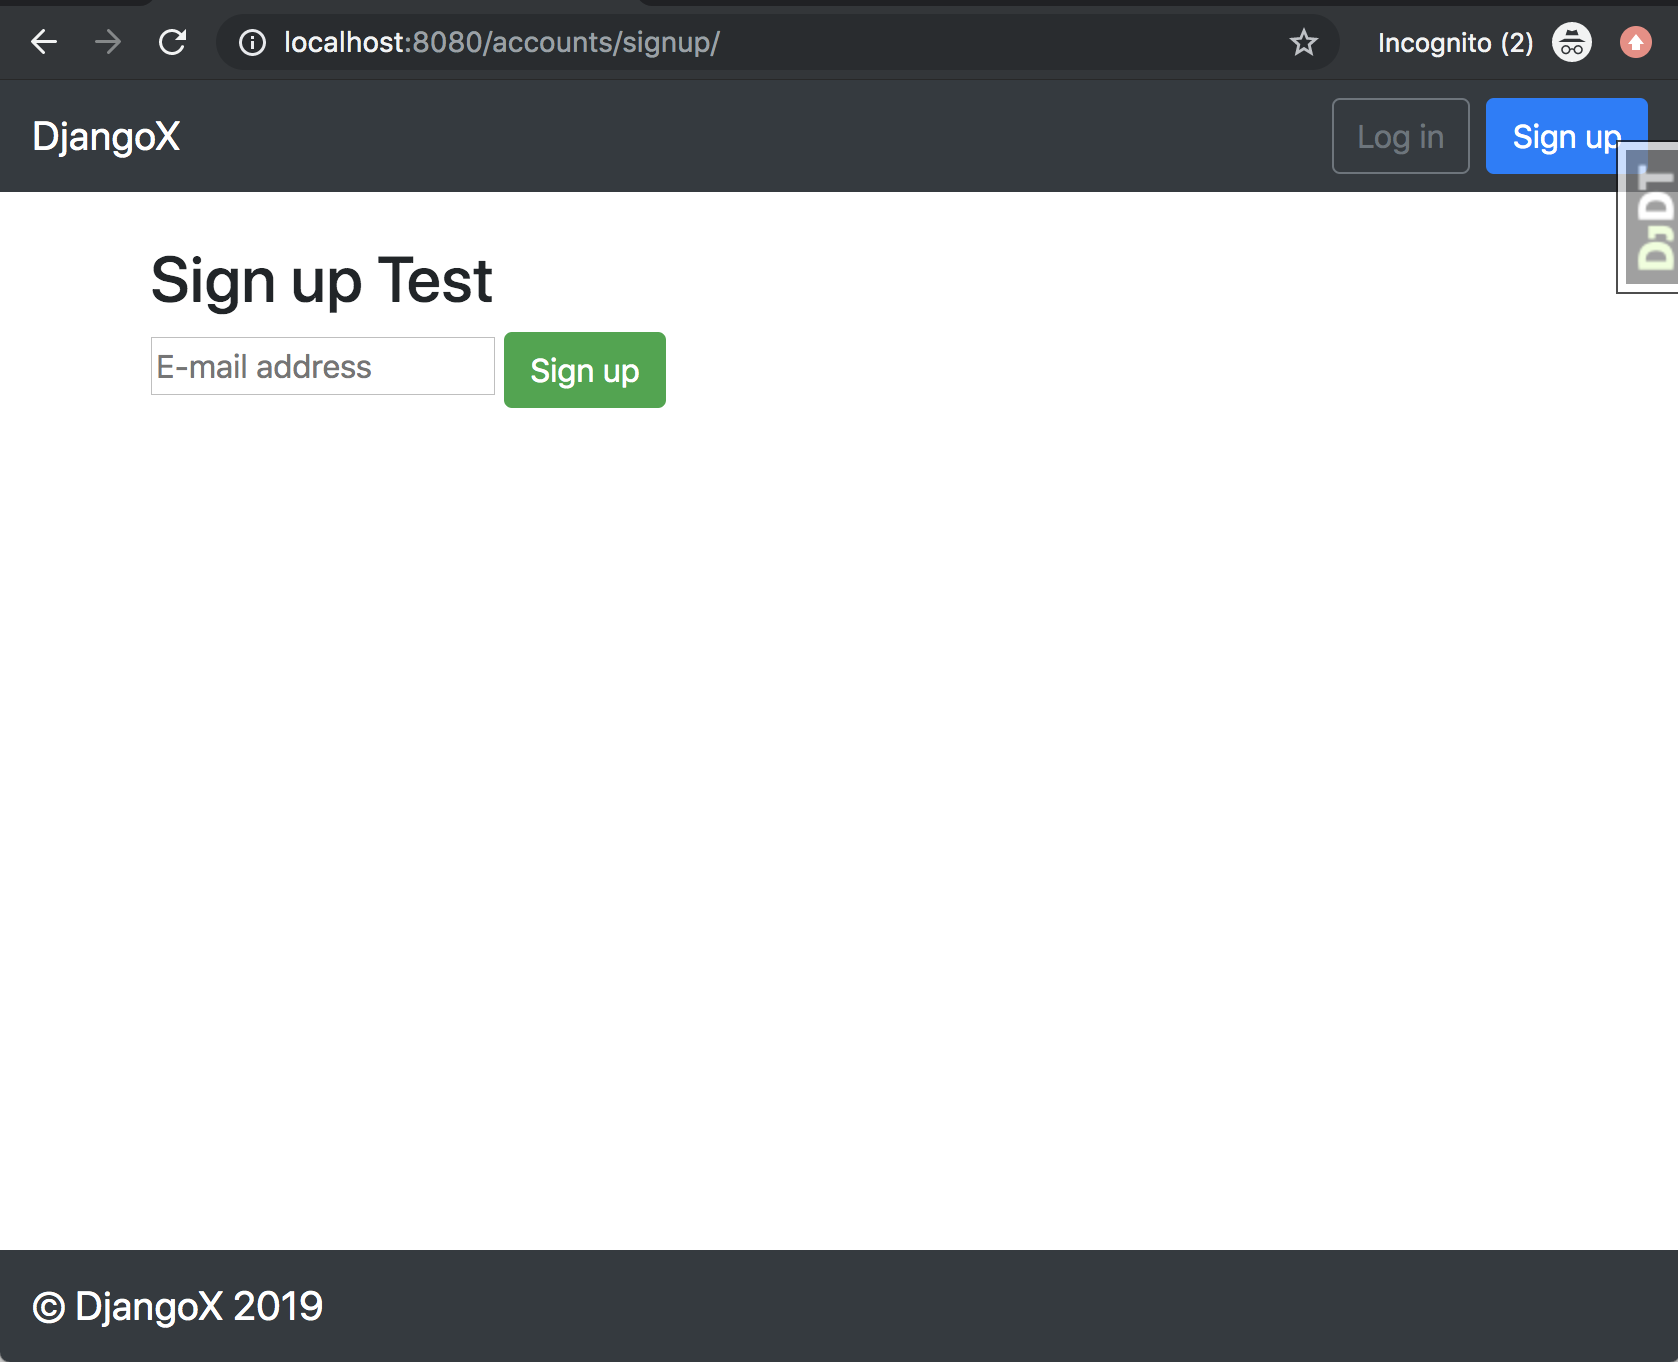 localhost:8080/accounts/signup/
Incognito (2)
DjangoX
Log in
Sign up
DjDT
Sign up Test
E-mail address
Sign up
© DjangoX 2019